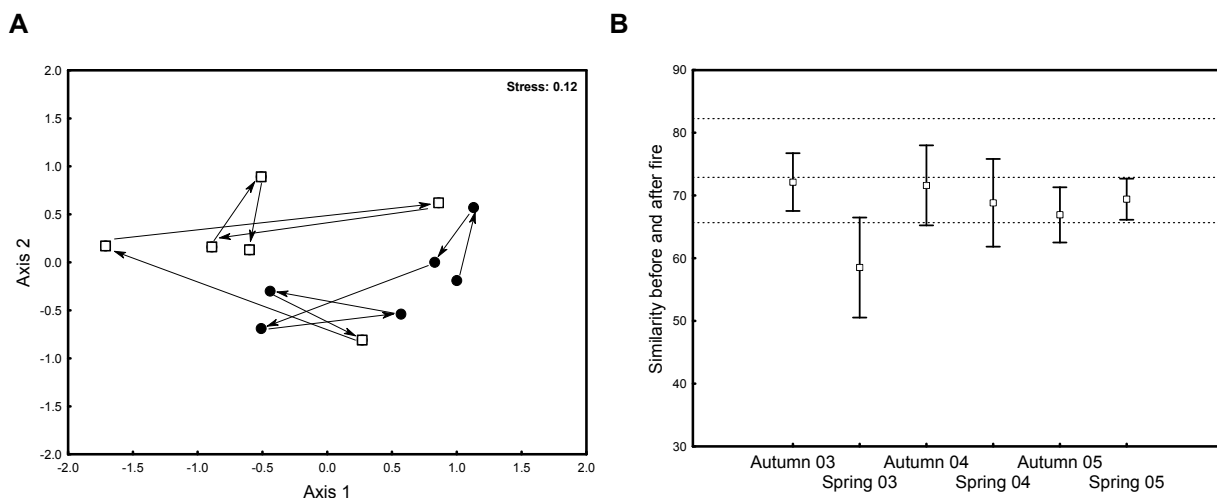 A
B
Stress: 0.12
Axis 2
2.0
1.5
1.0
0.5
0.0
-0.5
-1.0
-1.5
-2.0
-2.0 -1.5 -1.0 -0.5 0.0 0.5 1.0 1.5 2.0
Axis 1
Similarity before and after fire
90
80
70
60
50
40
30
Autumn 03 Autumn 04 Autumn 05
Spring 03 Spring 04 Spring 05